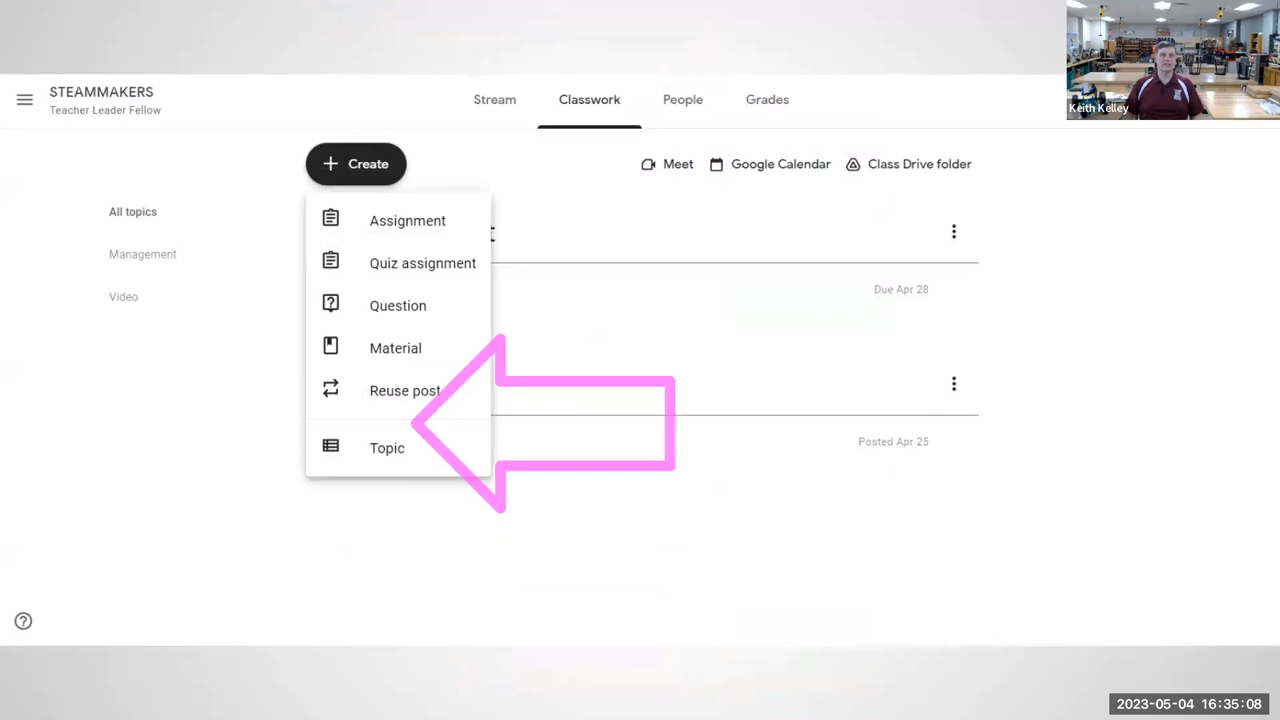 STEAMMAKERS
Teacher Leader Fellow
Stream Classwork People Grades
Keith Kelley
+ Create
Meet Google Calendar Class Drive folder
All topics
Management
Video
Assignment
Quiz assignment
Question
Material
Reuse post
Topic
Due Apr 28
Posted Apr 25
2023-05-04 16:35:08